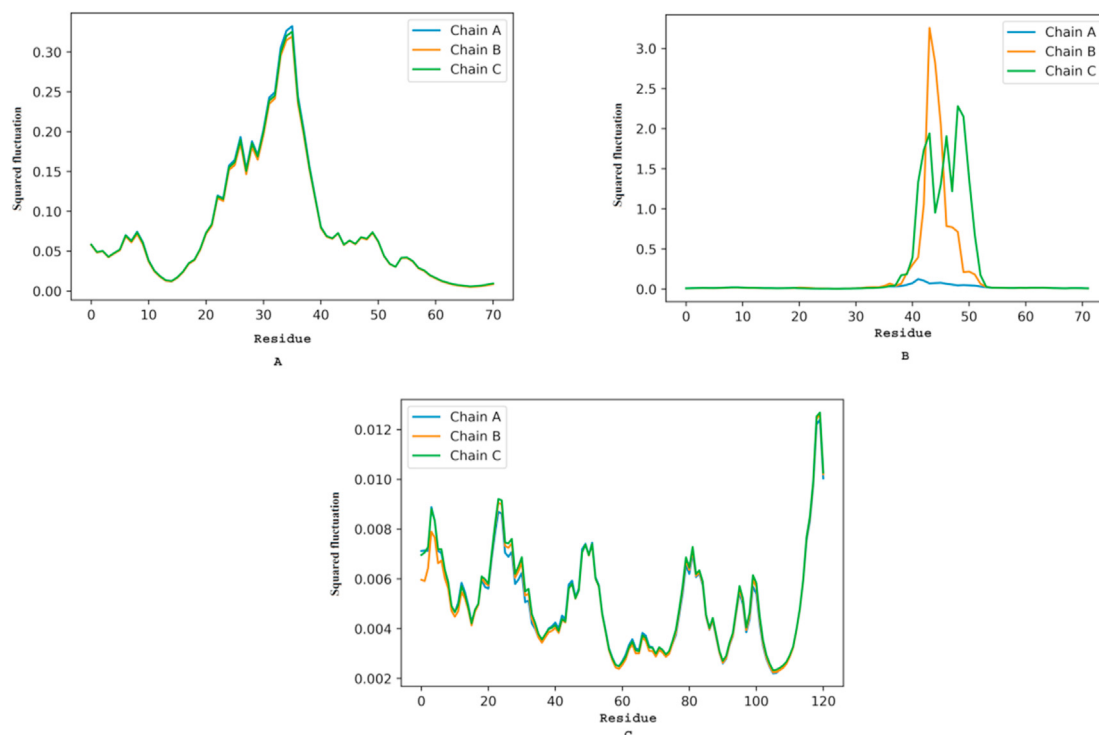 Chain A
Chain B
Chain C
0.30
0.25
0.20
0.15
0.10
0.05
0.00
Squared fluctuation
0 10 20 30 40 50 60 70
Residue
A
Chain A
Chain B
Chain C
3.0
2.5
2.0
1.5
1.0
0.5
0.0
Squared fluctuation
0 10 20 30 40 50 60 70
Residue
B
Chain A
Chain B
Chain C
0.012
0.010
0.008
0.006
0.004
0.002
Squared fluctuation
0 20 40 60 80 100 120
Residue